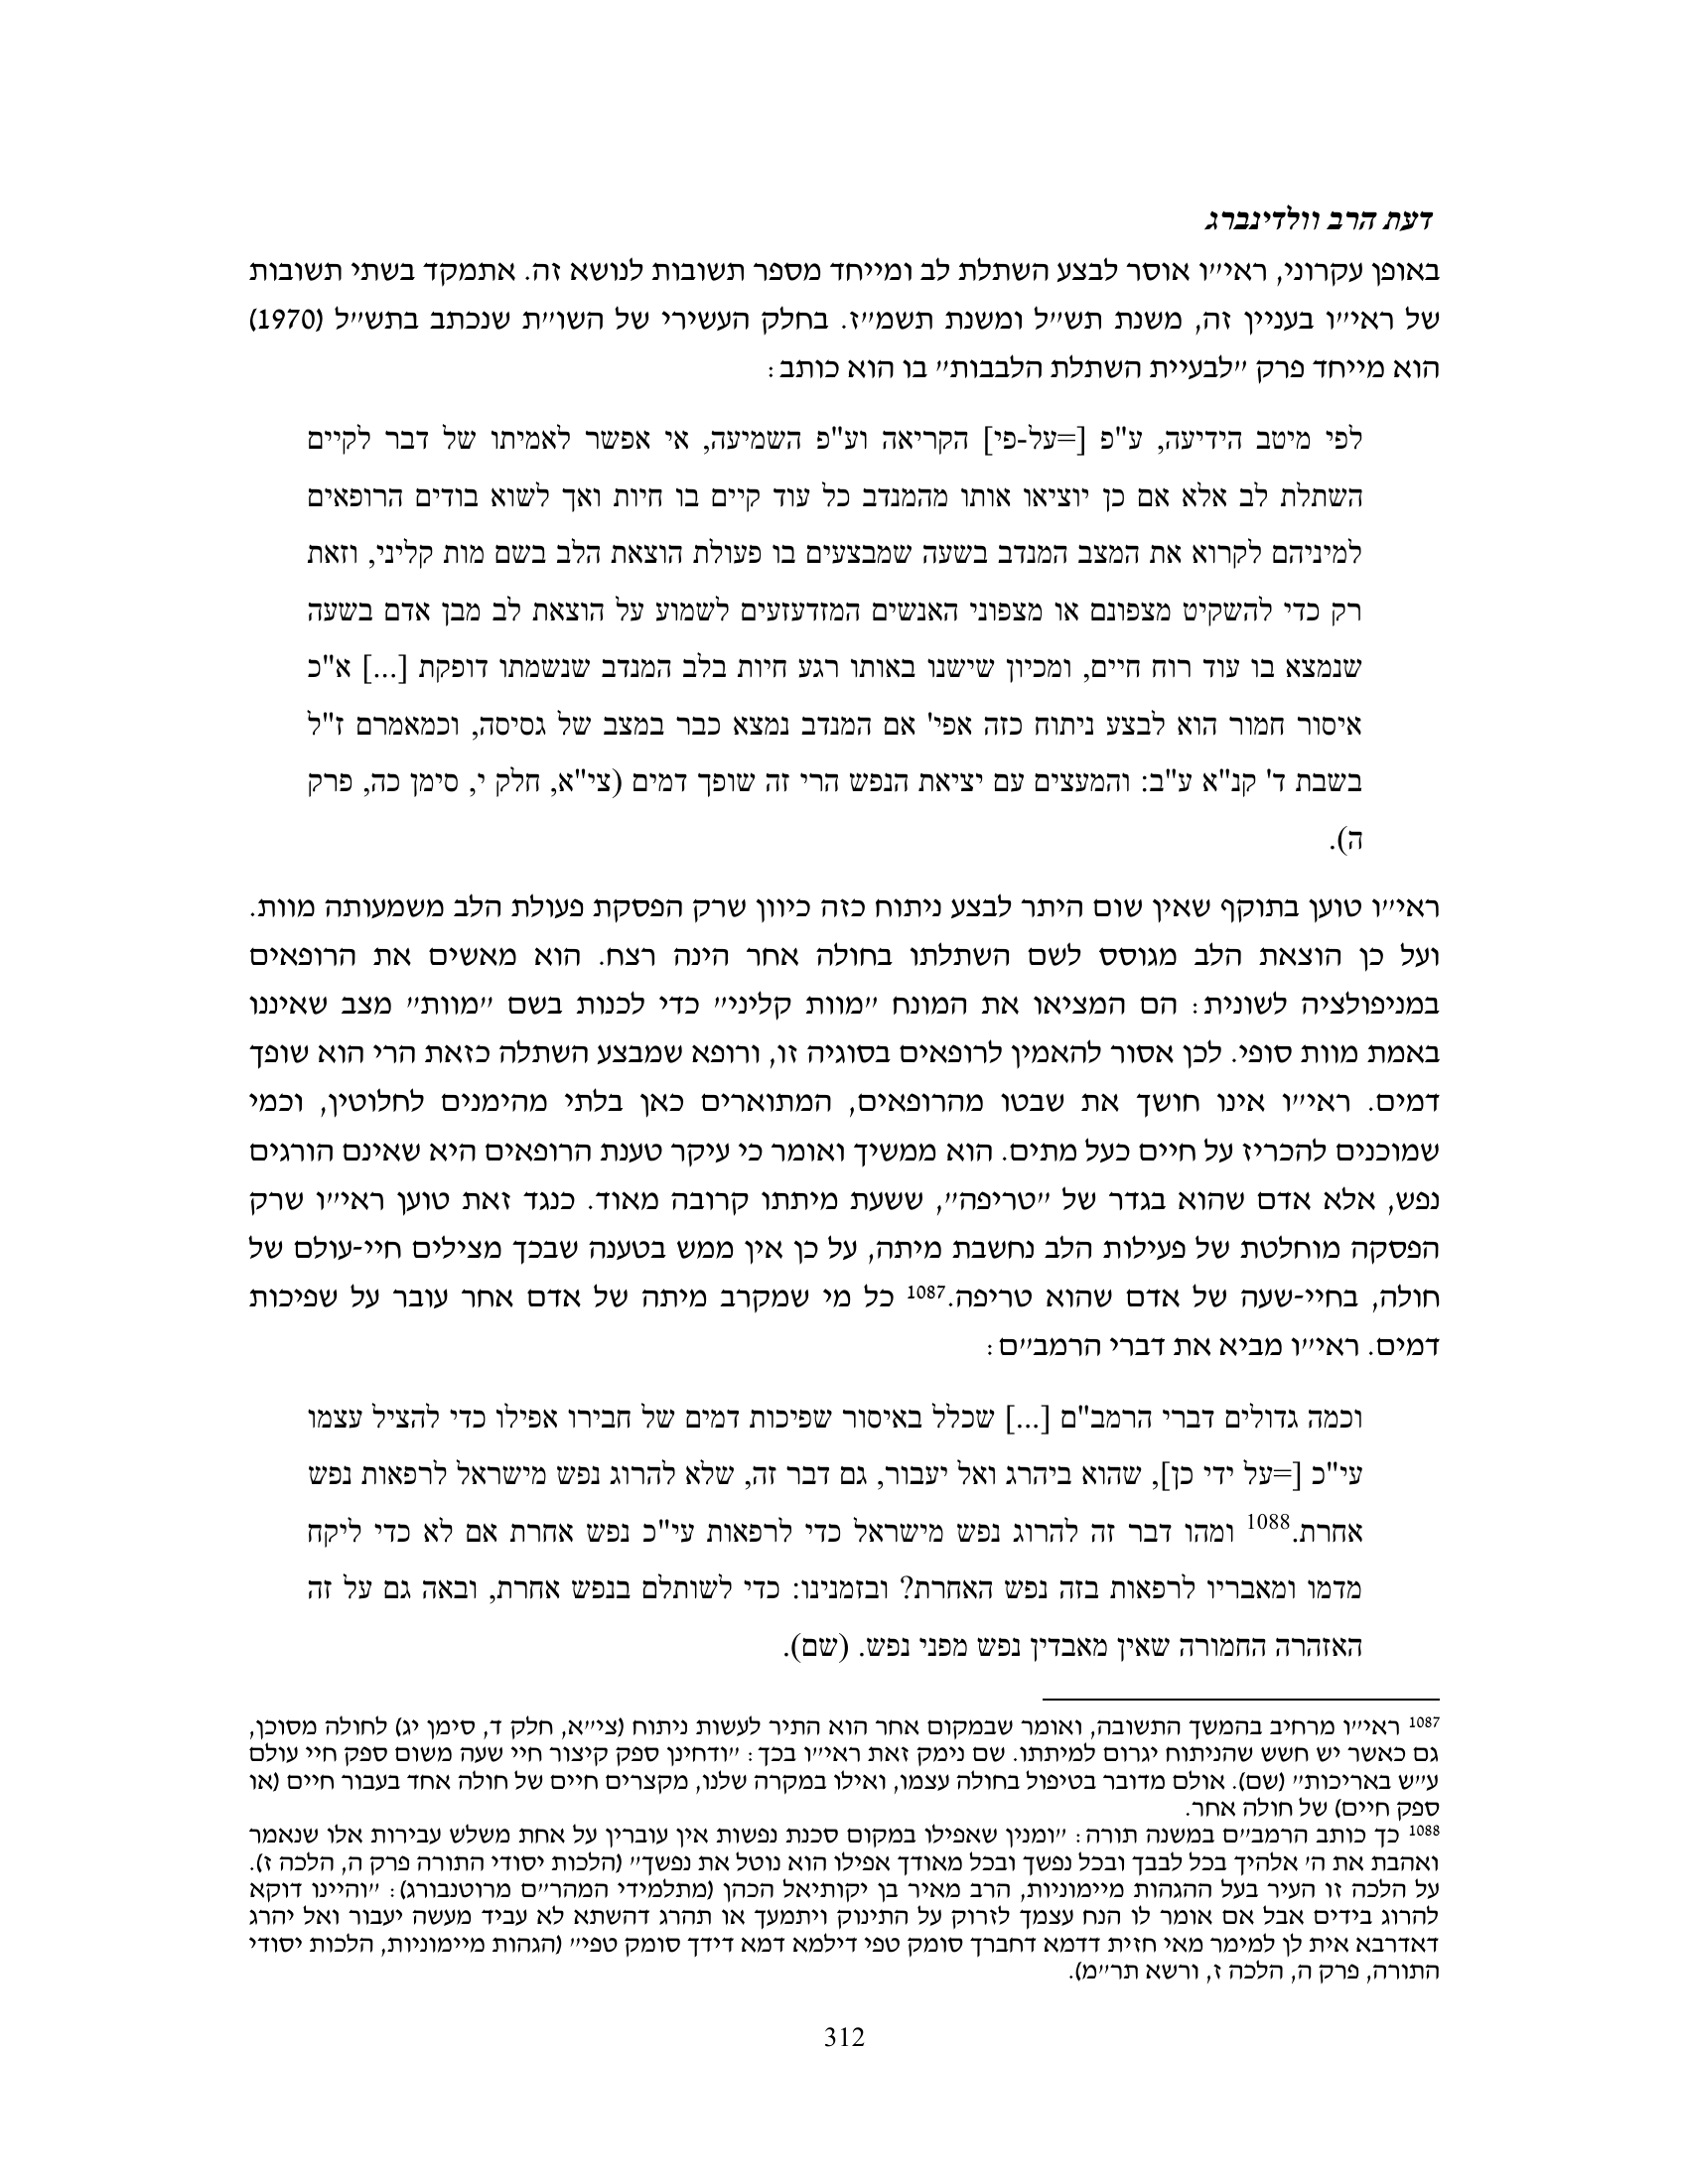 דעת הרב וולדינברג
באופן עקרוני, ראי״ו אוסר לבצע השתלת לב ומייחד מספר תשובות לנושא זה. אתמקד בשתי תשובות
של ראי״ו בעניין זה, משנת תש״ל ומשנת תשמ״ז. בחלק העשירי של השו״ת שנכתב בתש״ל (1970)
הוא מייחד פרק ״לבעיית השתלת הלבבות״ בו הוא כותב:
לפי מיטב הידיעה, ע"פ [=על-פי] הקריאה וע"פ השמיעה, אי אפשר לאמיתו של דבר לקיים
השתלת לב אלא אם כן יוציאו אותו מהמנדב כל עוד קיים בו חיות ואך לשוא בודים הרופאים
למיניהם לקרוא את המצב המנדב בשעה שמבצעים בו פעולת הוצאת הלב בשם מות קליני, וזאת
רק כדי להשקיט מצפונם או מצפוני האנשים המזדעזעים לשמוע על הוצאת לב מבן אדם בשעה
שנמצא בו עוד רוח חיים, ומכיון שישנו באותו רגע חיות בלב המנדב שנשמתו דופקת [...] א"כ
איסור חמור הוא לבצע ניתוח כזה אפי' אם המנדב נמצא כבר במצב של גסיסה, וכמאמרם ז"ל
בשבת ד' קנ"א ע"ב: והמעצים עם יציאת הנפש הרי זה שופך דמים (צי"א, חלק י, סימן כה, פרק
ה).
ראי״ו טוען בתוקף שאין שום היתר לבצע ניתוח כזה כיוון שרק הפסקת פעולת הלב משמעותה מוות.
ועל כן הוצאת הלב מגוסס לשם השתלתו בחולה אחר הינה רצח. הוא מאשים את הרופאים
במניפולציה לשונית: הם המציאו את המונח ״מוות קליני״ כדי לכנות בשם ״מוות״ מצב שאיננו
באמת מוות סופי. לכן אסור להאמין לרופאים בסוגיה זו, ורופא שמבצע השתלה כזאת הרי הוא שופך
דמים. ראי״ו אינו חושך את שבטו מהרופאים, המתוארים כאן בלתי מהימנים לחלוטין, וכמי
שמוכנים להכריז על חיים כעל מתים. הוא ממשיך ואומר כי עיקר טענת הרופאים היא שאינם הורגים
נפש, אלא אדם שהוא בגדר של ״טריפה״, ששעת מיתתו קרובה מאוד. כנגד זאת טוען ראי״ו שרק
הפסקה מוחלטת של פעילות הלב נחשבת מיתה, על כן אין ממש בטענה שבכך מצילים חיי-עולם של
חולה, בחיי-שעה של אדם שהוא טריפה.1087 כל מי שמקרב מיתה של אדם אחר עובר על שפיכות
דמים. ראי״ו מביא את דברי הרמב״ם:
וכמה גדולים דברי הרמב"ם [...] שכלל באיסור שפיכות דמים של חבירו אפילו כדי להציל עצמו
עי"כ [=על ידי כן], שהוא ביהרג ואל יעבור, גם דבר זה, שלא להרוג נפש מישראל לרפאות נפש
אחרת.1088 ומהו דבר זה להרוג נפש מישראל כדי לרפאות עי"כ נפש אחרת אם לא כדי ליקח
מדמו ומאבריו לרפאות בזה נפש האחרת? ובזמנינו: כדי לשותלם בנפש אחרת, ובאה גם על זה
האזהרה החמורה שאין מאבדין נפש מפני נפש. (שם).
1087 ראי״ו מרחיב בהמשך התשובה, ואומר שבמקום אחר הוא התיר לעשות ניתוח (צי״א, חלק ד, סימן יג) לחולה מסוכן,
גם כאשר יש חשש שהניתוח יגרום למיתתו. שם נימק זאת ראי״ו בכך: ״ודחינן ספק קיצור חיי שעה משום ספק חיי עולם
ע״ש באריכות״ (שם). אולם מדובר בטיפול בחולה עצמו, ואילו במקרה שלנו, מקצרים חיים של חולה אחד בעבור חיים (או
ספק חיים) של חולה אחר.
1088 כך כותב הרמב״ם במשנה תורה: ״ומנין שאפילו במקום סכנת נפשות אין עוברין על אחת משלש עבירות אלו שנאמר
ואהבת את ה׳ אלהיך בכל לבבך ובכל נפשך ובכל מאודך אפילו הוא נוטל את נפשך״ (הלכות יסודי התורה פרק ה, הלכה ז).
על הלכה זו העיר בעל ההגהות מיימוניות, הרב מאיר בן יקותיאל הכהן (מתלמידי המהר״ם מרוטנבורג): ״והיינו דוקא
להרוג בידים אבל אם אומר לו הנח עצמך לזרוק על התינוק ויתמעך או תהרג דהשתא לא עביד מעשה יעבור ואל יהרג
דאדרבא אית לן למימר מאי חזית דדמא דחברך סומק טפי דילמא דמא דידך סומק טפי״ (הגהות מיימוניות, הלכות יסודי
התורה, פרק ה, הלכה ז, ורשא תר״מ).
312